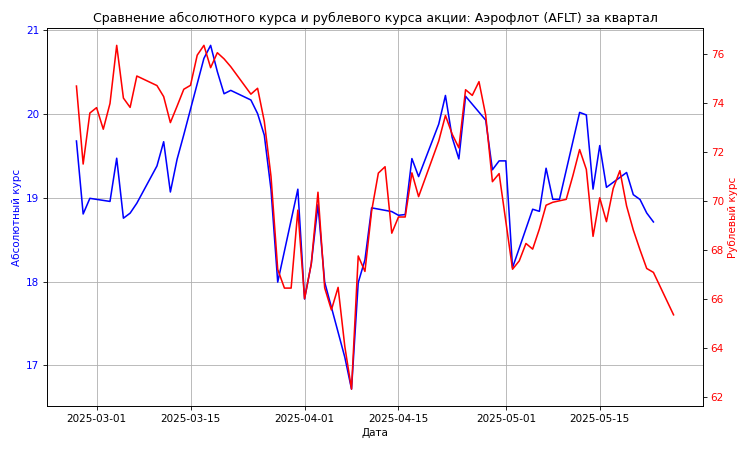 Сравнение абсолютного курса и рублевого курса акции: Аэрофлот (AFLT) за квартал
21
20
19
18
17
Абсолютный курс
76
74
72
70
68
66
64
62
Рублевый курс
2025-03-01 2025-03-15 2025-04-01 2025-04-15 2025-05-01 2025-05-15
Дата